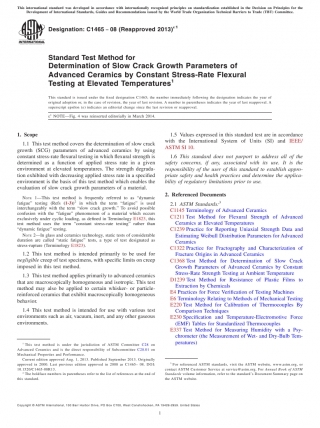 This international standard was developed in accordance with internationally recognized principles on standardization established in the Decision on Principles for the
Development of International Standards, Guides and Recommendations issued by the World Trade Organization Technical Barriers to Trade (TBT) Committee.
Designation: C1465 - 08 (Reapproved 2013)
Standard Test Method for
Determination of Slow Crack Growth Parameters of
Advanced Ceramics by Constant Stress-Rate Flexural
Testing at Elevated Temperatures¹
This standard is issued under the fixed designation C1465; the number immediately following the designation indicates the year of
original adoption or, in the case of revision, the year of last revision. A number in parentheses indicates the year of last reapproval. A
superscript epsilon (ε) indicates an editorial change since the last revision or reapproval.
NOTE—Fig. 4 was editorially corrected in March 2014.
1. Scope
1.1 This test method covers the determination of slow crack
growth (SCG) parameters of advanced ceramics by using
constant stress-rate flexural testing in which flexural strength is
determined as a function of applied stress rate in a given
environment at elevated temperatures. The strength degrada-
tion exhibited with decreasing applied stress rate in a specified
environment is the basis of this test method which enables the
evaluation of slow crack growth parameters of a material.
NOTE 1—This test method is frequently referred to as "dynamic
fatigue" testing (Refs (1-3))² in which the term "fatigue" is used
interchangeably with the term "slow crack growth." To avoid possible
confusion with the "fatigue" phenomenon of a material which occurs
exclusively under cyclic loading, as defined in Terminology E1823, this
test method uses the term "constant stress-rate testing" rather than
"dynamic fatigue" testing.
NOTE 2—In glass and ceramics technology, static tests of considerable
duration are called "static fatigue" tests, a type of test designated as
stress-rupture (Terminology E1823).
1.2 This test method is intended primarily to be used for
negligible creep of test specimens, with specific limits on creep
imposed in this test method.
1.3 This test method applies primarily to advanced ceramics
that are macroscopically homogeneous and isotropic. This test
method may also be applied to certain whisker- or particle-
reinforced ceramics that exhibit macroscopically homogeneous
behavior.
1.4 This test method is intended for use with various test
environments such as air, vacuum, inert, and any other gaseous
environments.
¹ This test method is under the jurisdiction of ASTM Committee C28 on
Advanced Ceramics and is the direct responsibility of Subcommittee C28.01 on
Mechanical Properties and Performance.
Current edition approved Aug. 1, 2013. Published September 2013. Originally
approved in 2000. Last previous edition approved in 2008 as C1465– 08. DOI:
10.1520/C1465-08R13.
² The boldface numbers in parentheses refer to the list of references at the end of
this standard.
1.5 Values expressed in this standard test are in accordance
with the International System of Units (SI) and IEEE/
ASTM SI 10.
1.6 This standard does not purport to address all of the
safety concerns, if any, associated with its use. It is the
responsibility of the user of this standard to establish appro-
priate safety and health practices and determine the applica-
bility of regulatory limitations prior to use.
2. Referenced Documents
2.1 ASTM Standards:³
C1145 Terminology of Advanced Ceramics
C1211 Test Method for Flexural Strength of Advanced
Ceramics at Elevated Temperatures
C1239 Practice for Reporting Uniaxial Strength Data and
Estimating Weibull Distribution Parameters for Advanced
Ceramics
C1322 Practice for Fractography and Characterization of
Fracture Origins in Advanced Ceramics
C1368 Test Method for Determination of Slow Crack
Growth Parameters of Advanced Ceramics by Constant
Stress-Rate Strength Testing at Ambient Temperature
D1239 Test Method for Resistance of Plastic Films to
Extraction by Chemicals
E4 Practices for Force Verification of Testing Machines
E6 Terminology Relating to Methods of Mechanical Testing
E220 Test Method for Calibration of Thermocouples By
Comparison Techniques
E230 Specification and Temperature-Electromotive Force
(EMF) Tables for Standardized Thermocouples
E337 Test Method for Measuring Humidity with a Psy-
chrometer (the Measurement of Wet- and Dry-Bulb Tem-
peratures)
³ For referenced ASTM standards, visit the ASTM website, www.astm.org, or
contact ASTM Customer Service at service@astm.org. For Annual Book of ASTM
Standards volume information, refer to the standard's Document Summary page on
the ASTM website.
Copyright © ASTM International, 100 Barr Harbor Drive, PO Box C700, West Conshohocken, PA 19428-2959. United States
1